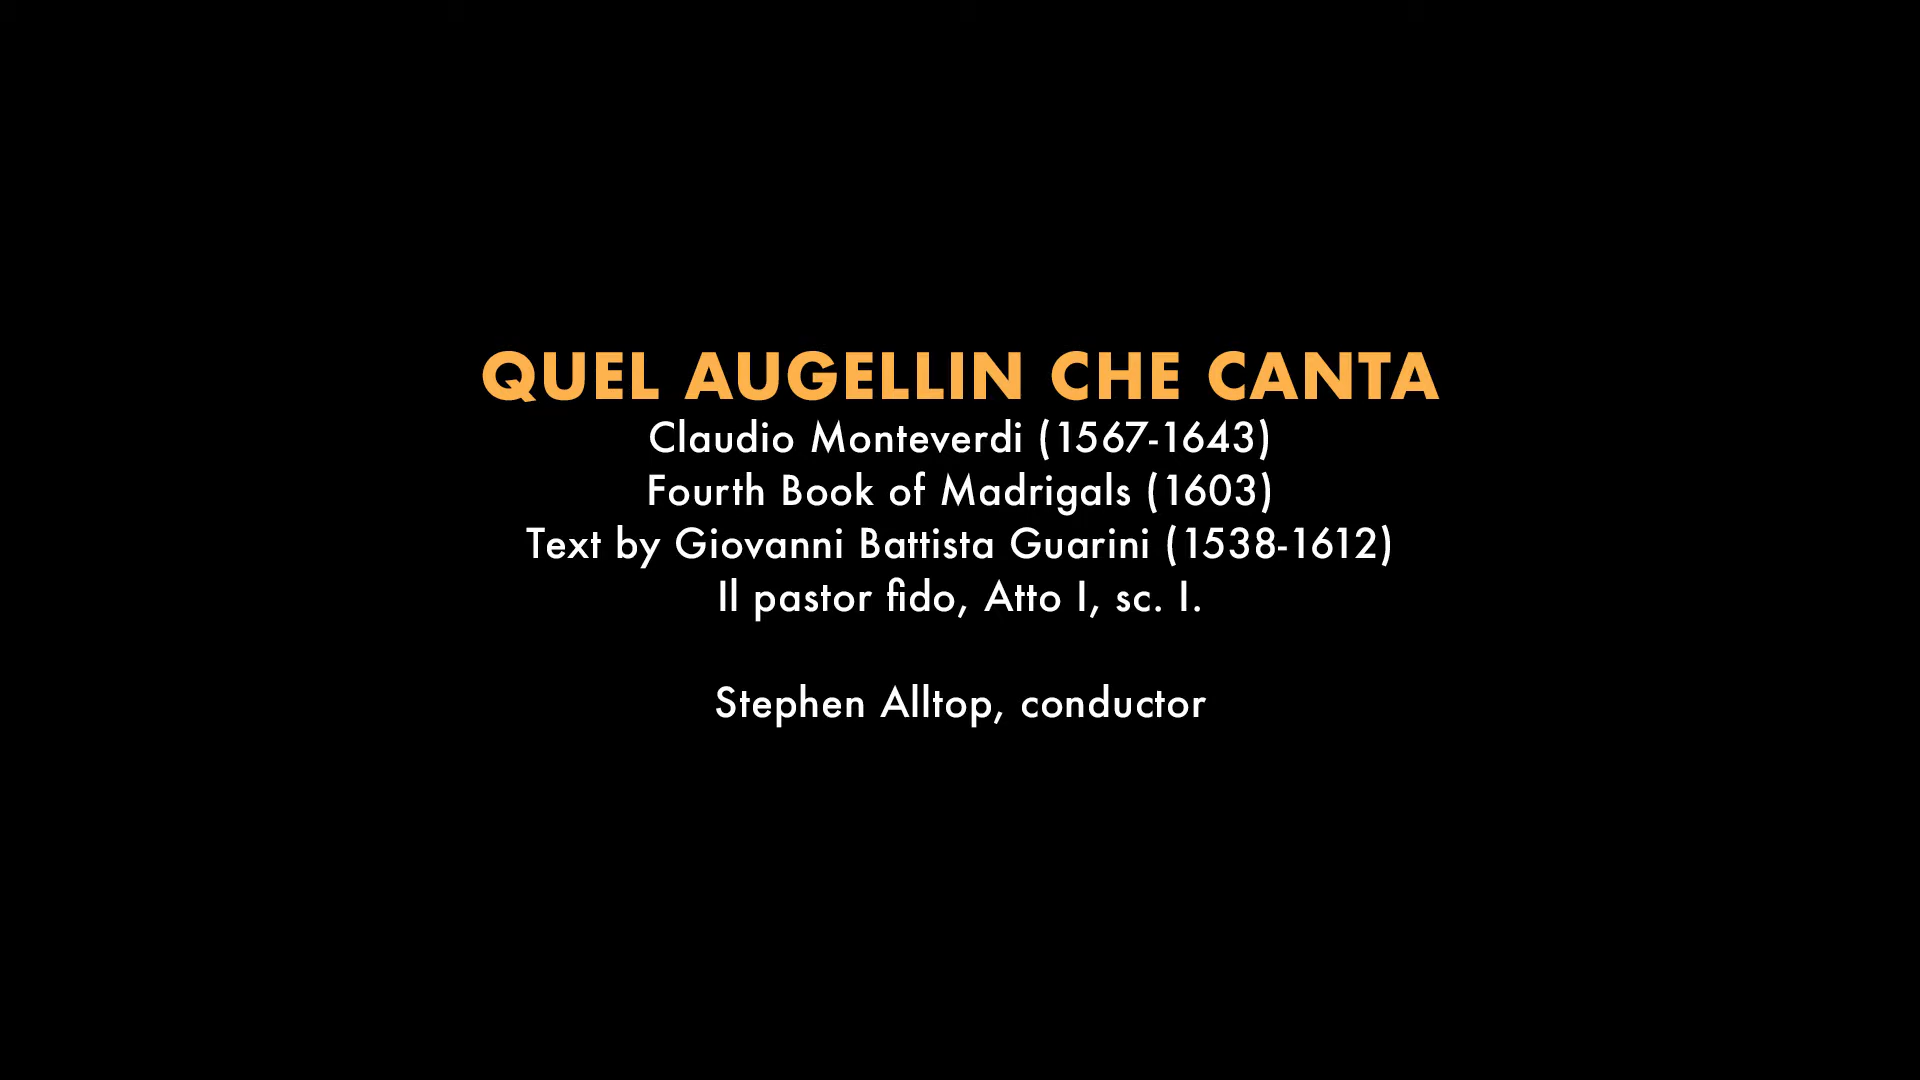 QUEL AUGELLIN CHE CANTA
Claudio Monteverdi (1567-1643)
Fourth Book of Madrigals (1603)
Text by Giovanni Battista Guarini (1538-1612)
Il pastor fido, Atto I, sc. I.
Stephen Alltop, conductor